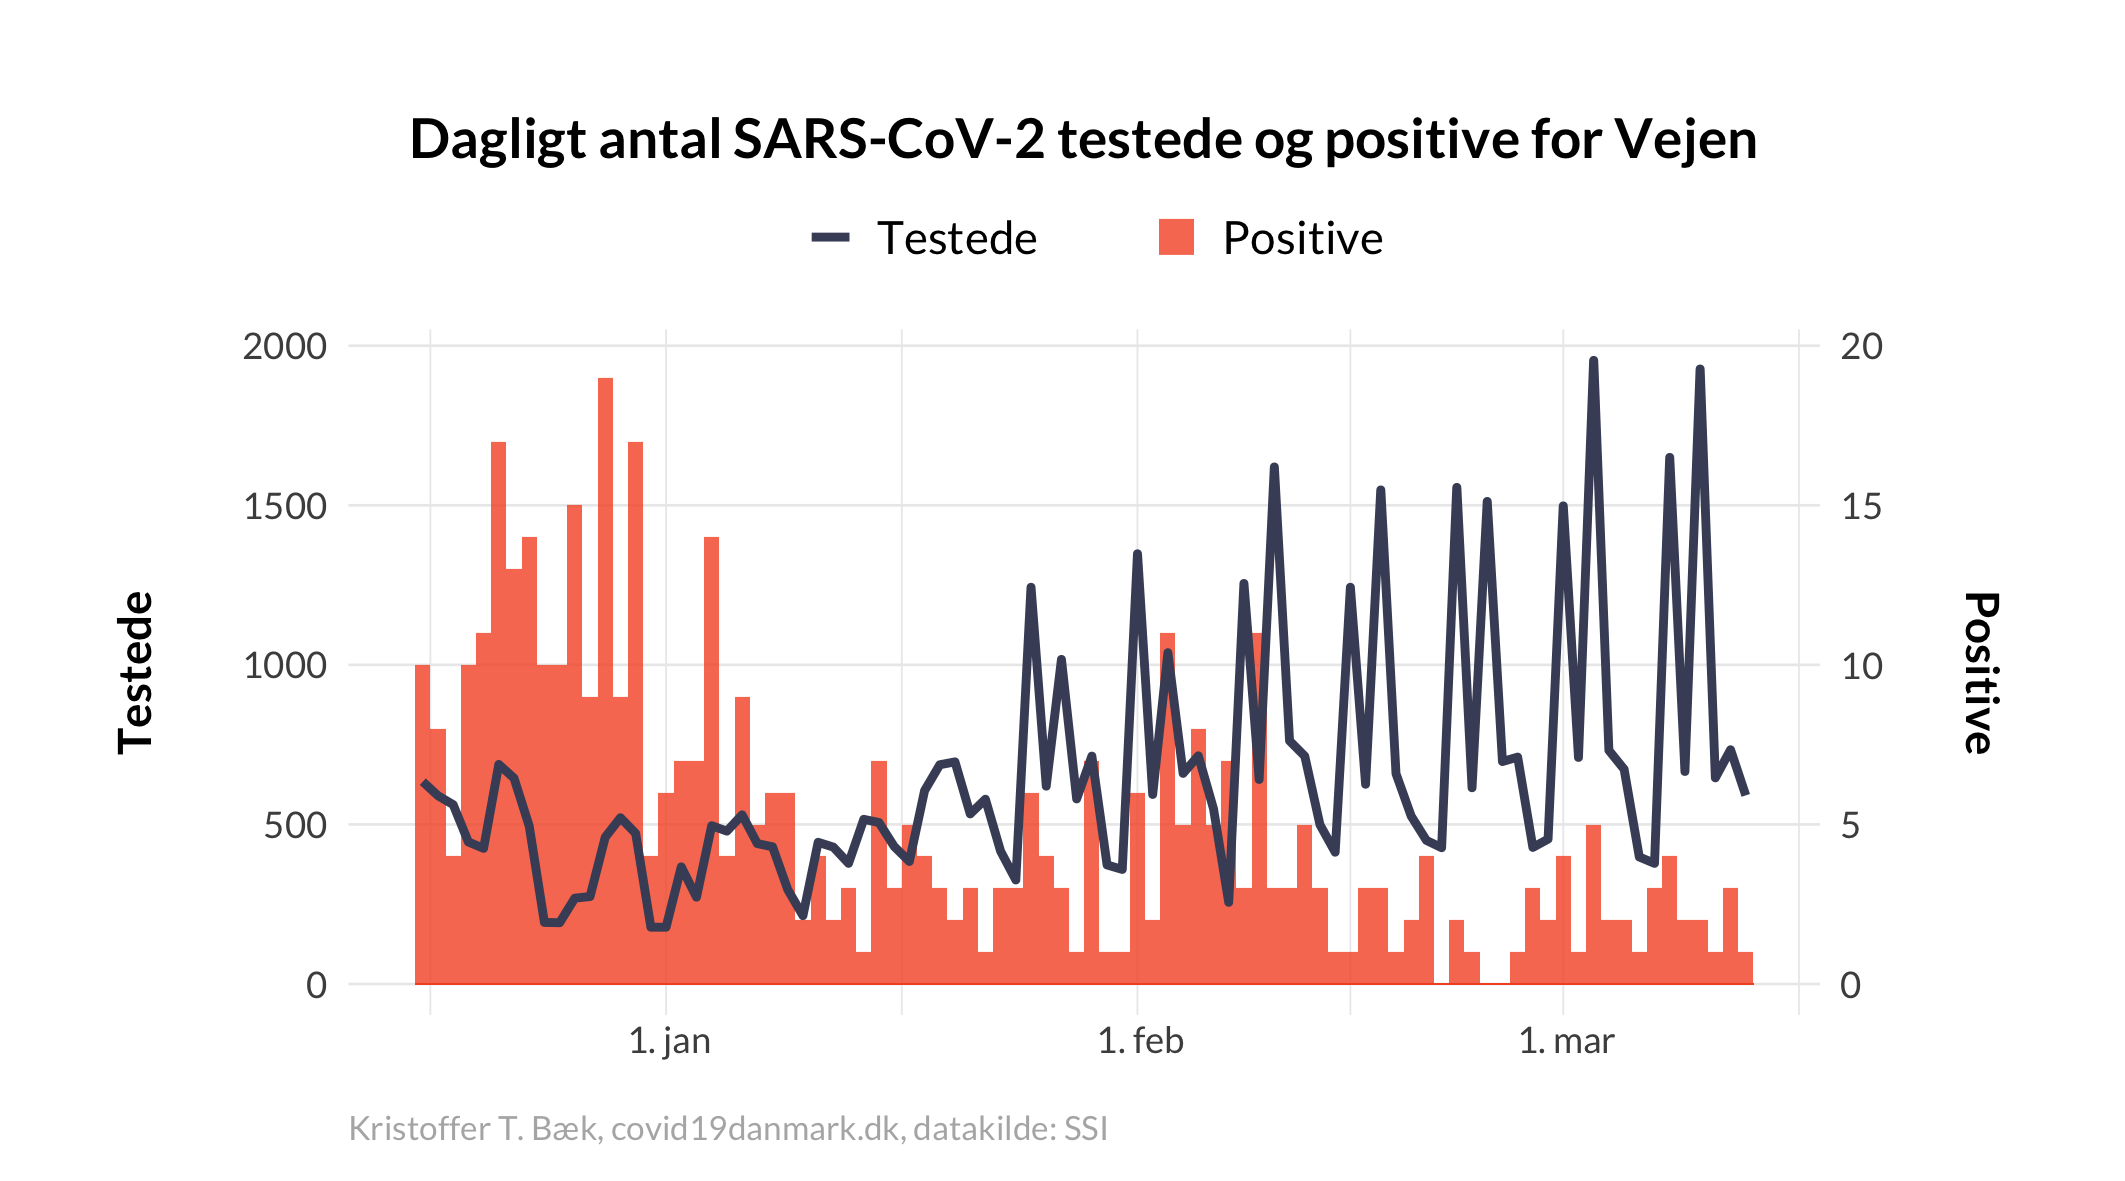 Dagligt antal SARS-CoV-2 testede og positive for Vejen
Testede Positive
2000 20
1500 15
1000 10
500 5
0 0
Testede
Positive
1. jan 1. feb 1. mar
Kristoffer T. Bæk, covid19danmark.dk, datakilde: SSI